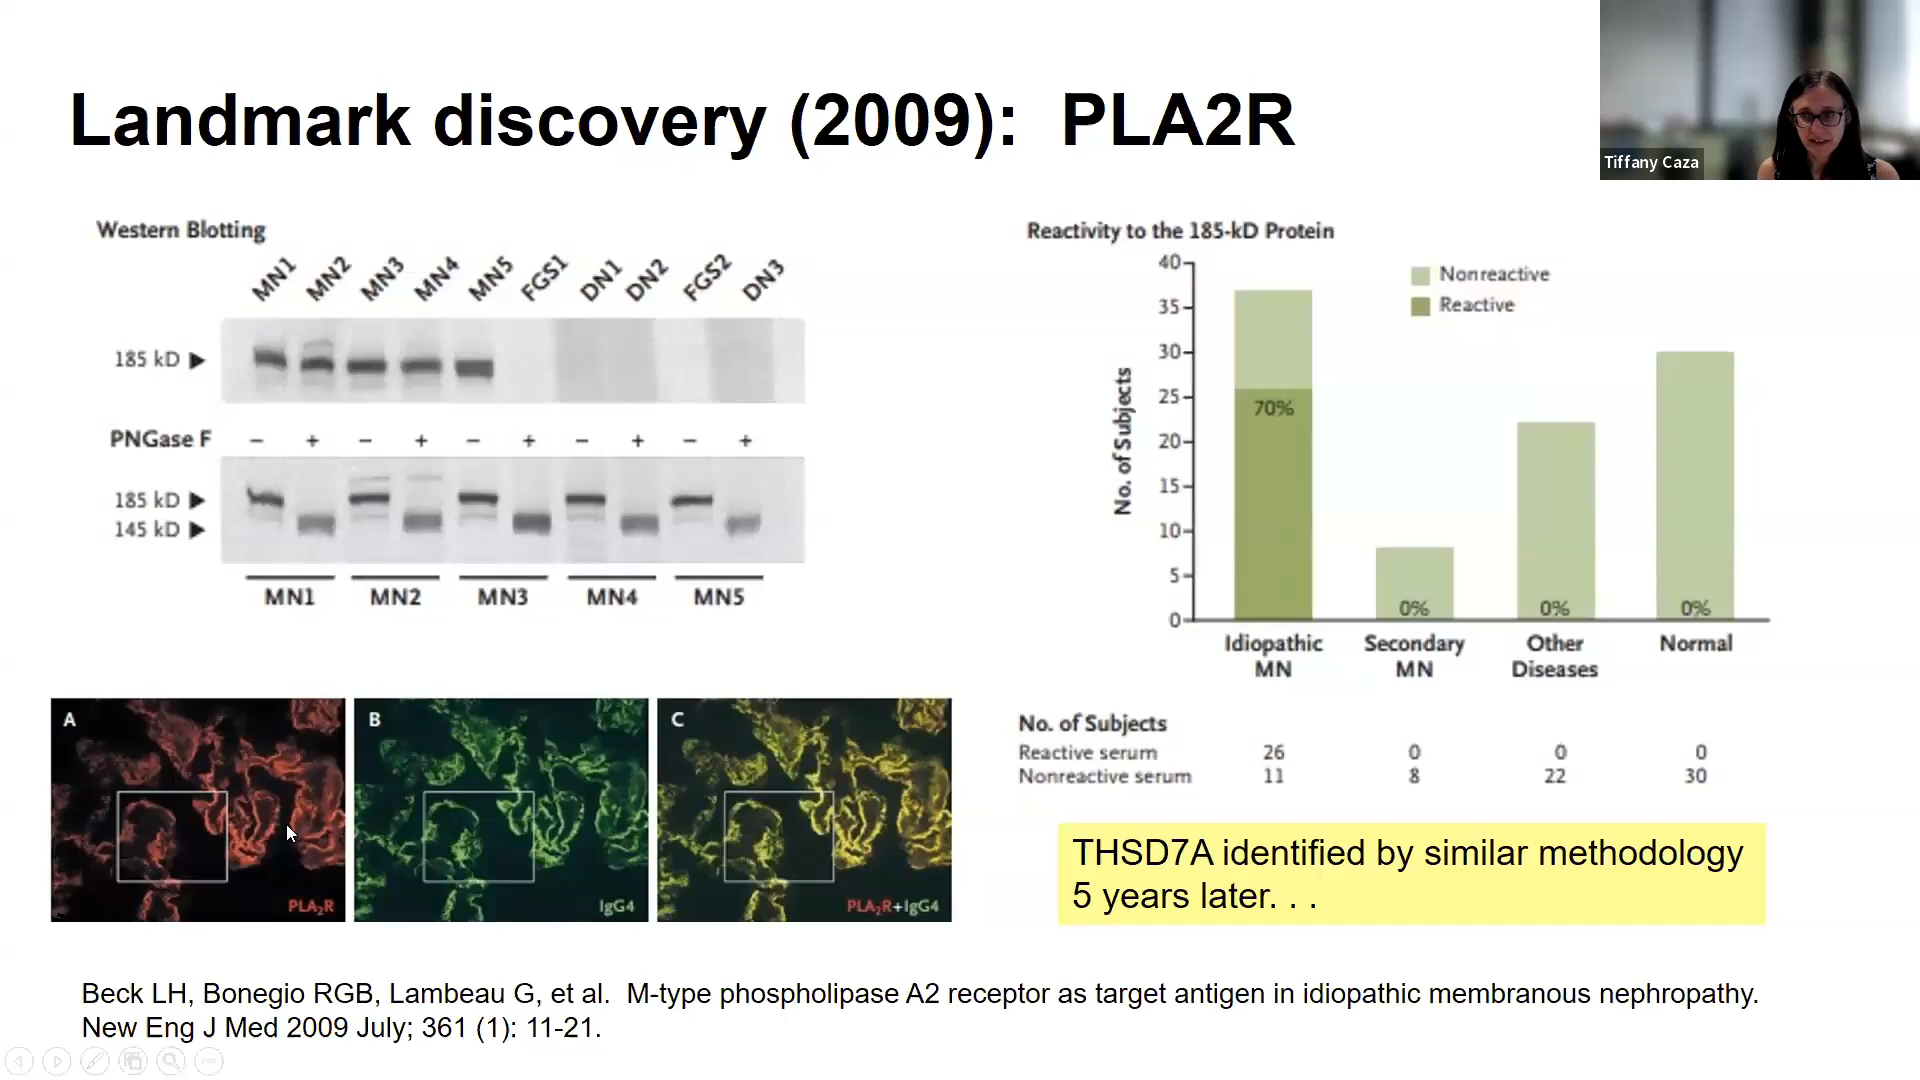 Landmark discovery (2009):  PLA2R
Tiffany Caza
Western Blotting
MN1 MN2 MN3 MN4 MN5 FGS1 DN1 DN2 FGS2 DN3
185 kD
PNGase F − + − + − + − + − +
185 kD
145 kD
MN1 MN2 MN3 MN4 MN5
Reactivity to the 185-kD Protein
Nonreactive
Reactive
No. of Subjects
40
35
30
25
20
15
10
5
0
70%
0% 0% 0%
Idiopathic MN
Secondary MN
Other Diseases
Normal
No. of Subjects
Reactive serum 26 0 0 0
Nonreactive serum 11 8 22 30
A
PLA₂R
B
IgG4
C
PLA₂R+IgG4
THSD7A identified by similar methodology
5 years later. . .
Beck LH, Bonegio RGB, Lambeau G, et al.  M-type phospholipase A2 receptor as target antigen in idiopathic membranous nephropathy.
New Eng J Med 2009 July; 361 (1): 11-21.